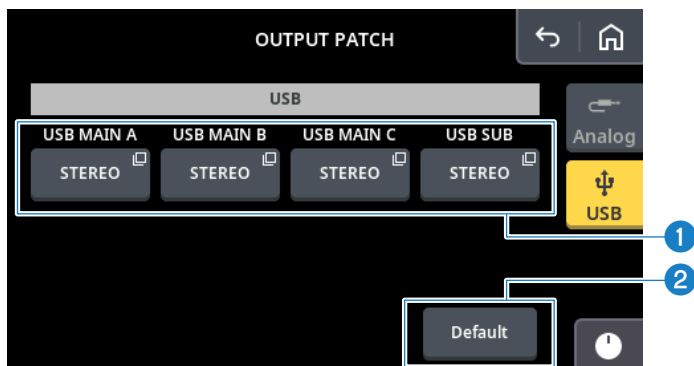 OUTPUT PATCH
USB
USB MAIN A USB MAIN B USB MAIN C USB SUB
STEREO STEREO STEREO STEREO
Analog
USB
1
2
Default